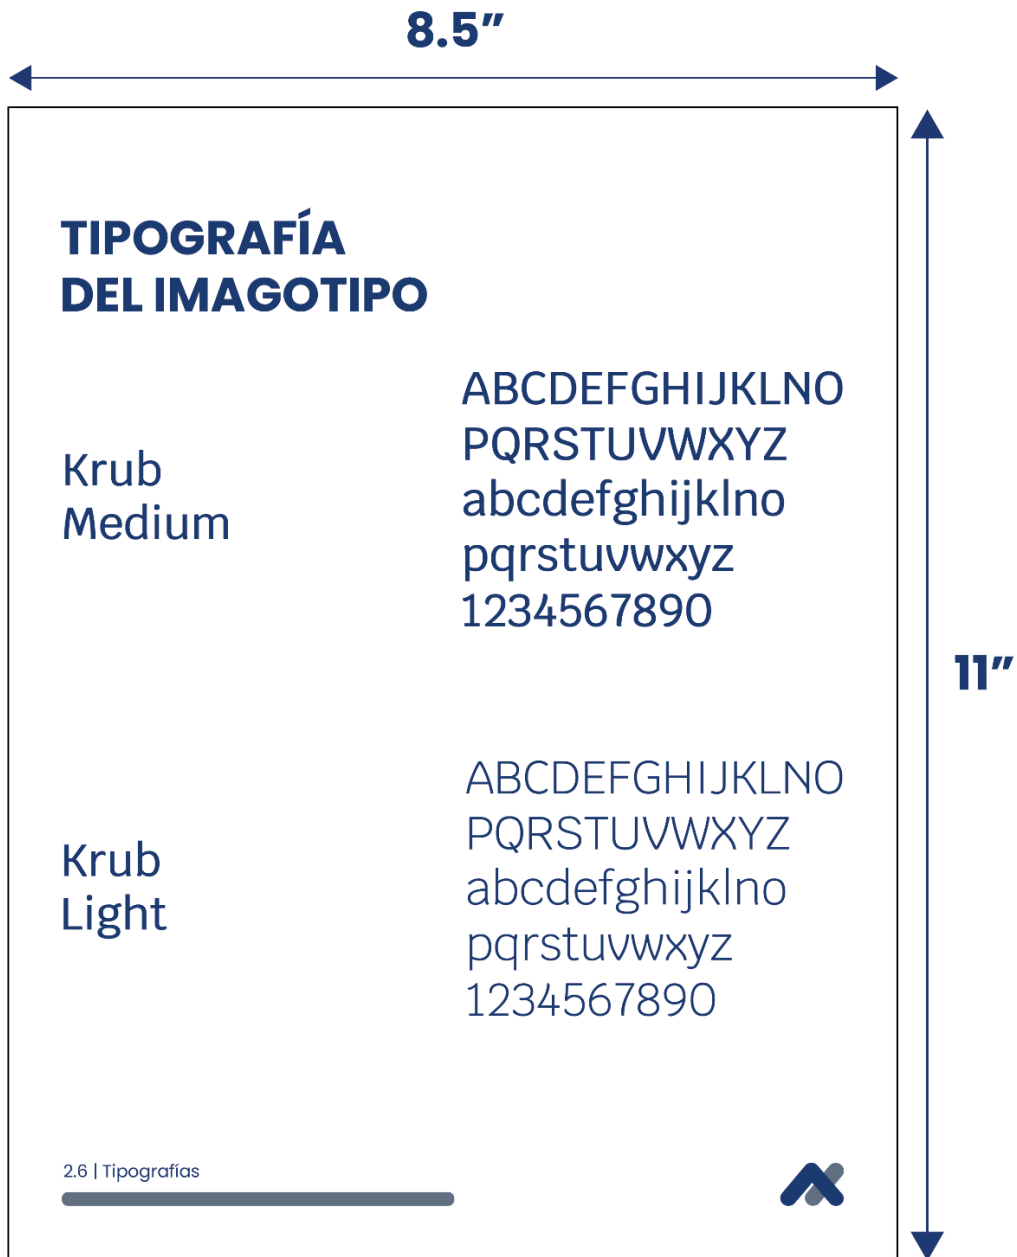 8.5”
TIPOGRAFÍA
DEL IMAGOTIPO
Krub
Medium
ABCDEFGHIJKLNO
PQRSTUVWXYZ
abcdefghijklno
pqrstuvwxyz
1234567890
11”
Krub
Light
ABCDEFGHIJKLNO
PQRSTUVWXYZ
abcdefghijklno
pqrstuvwxyz
1234567890
2.6 | Tipografías